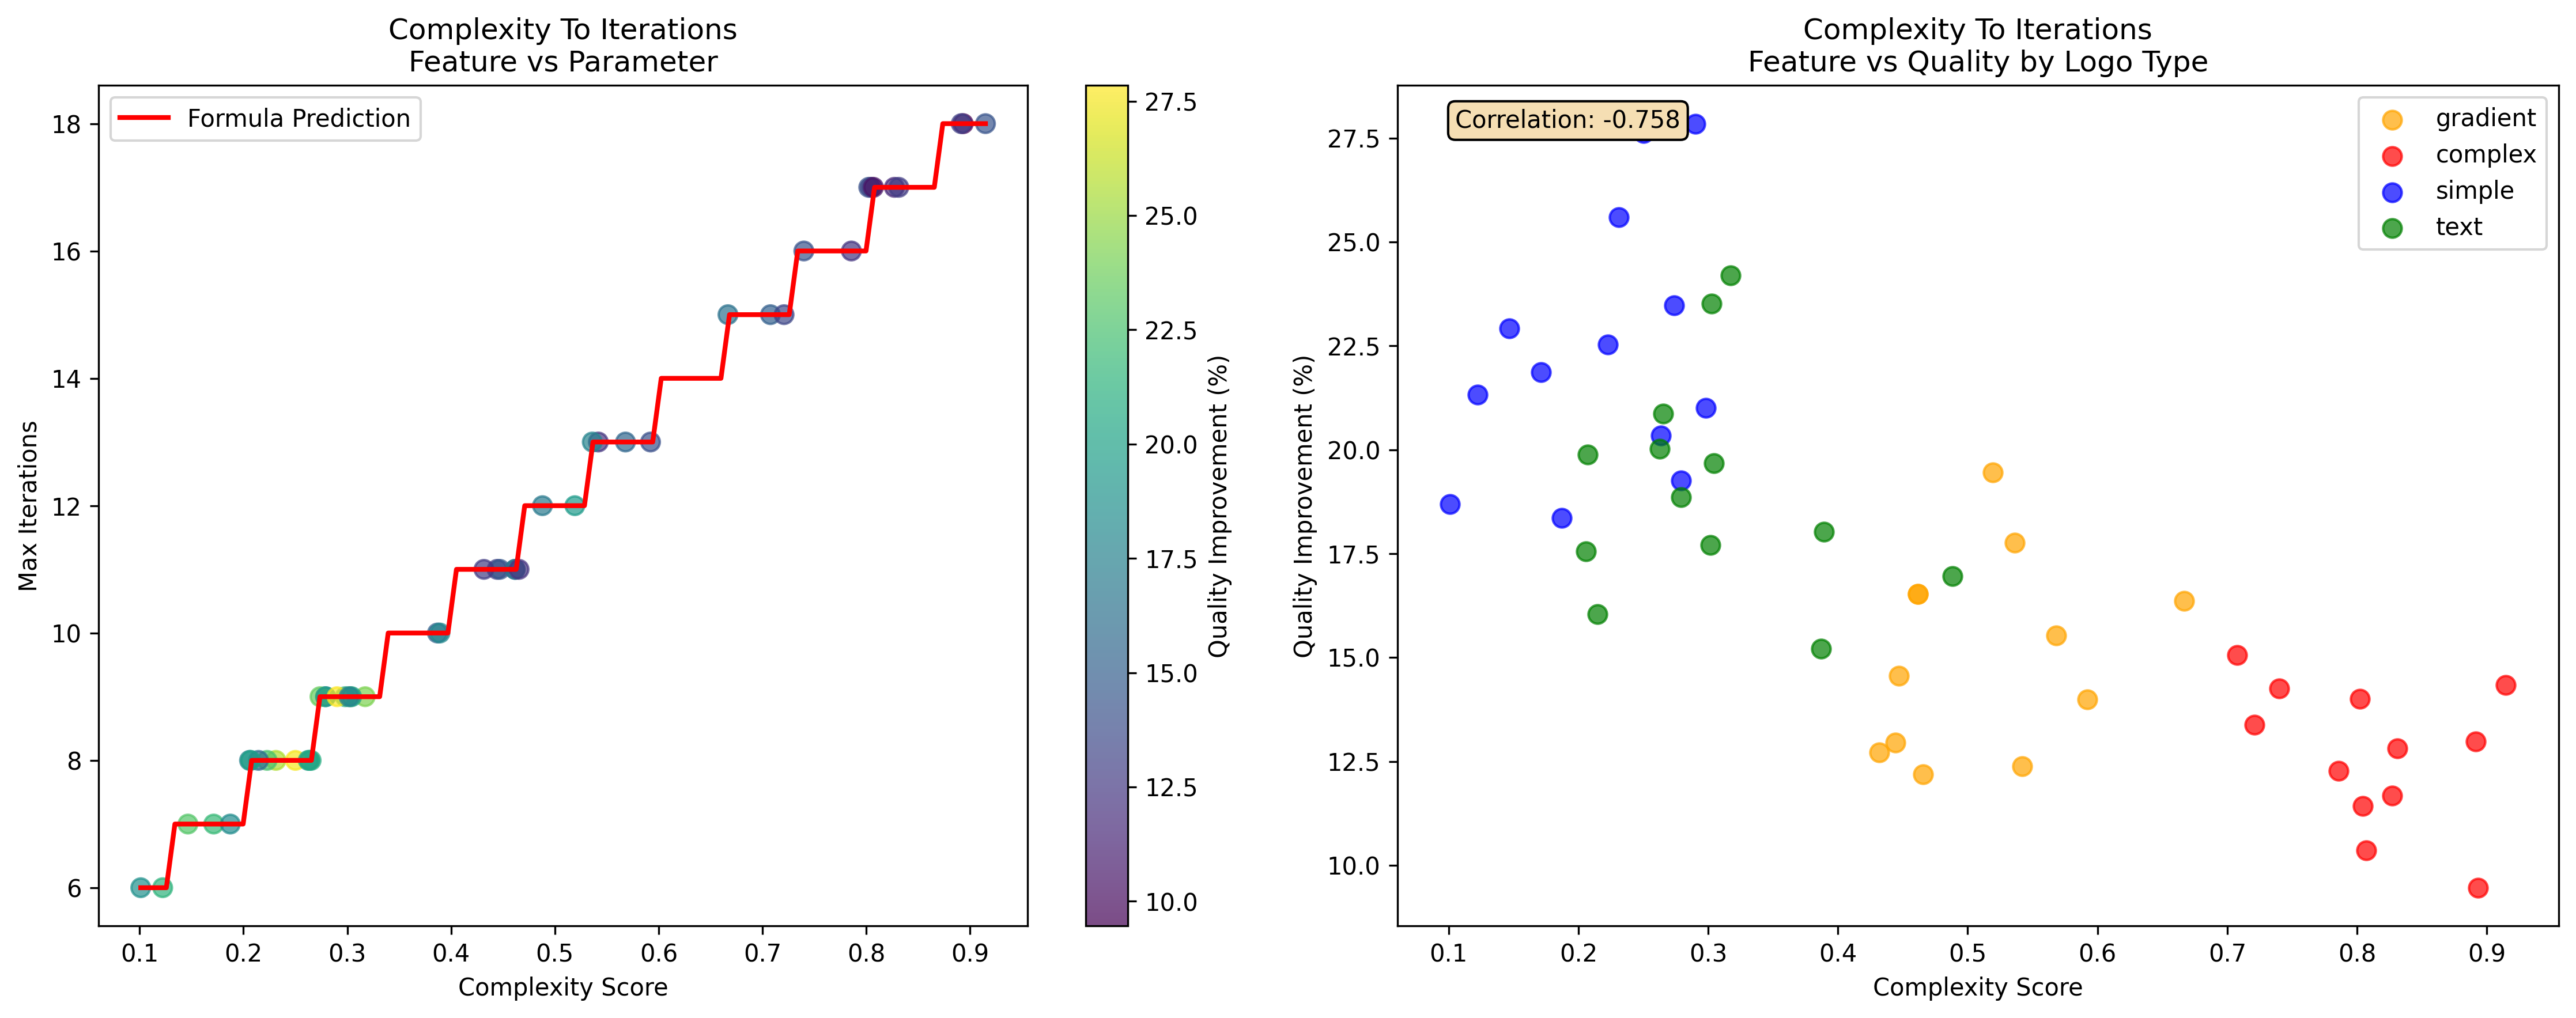 Complexity To Iterations
Feature vs Parameter
Formula Prediction
18
16
14
12
10
8
6
Max Iterations
0.1 0.2 0.3 0.4 0.5 0.6 0.7 0.8 0.9
Complexity Score
27.5
25.0
22.5
20.0
17.5
15.0
12.5
10.0
Quality Improvement (%)
Complexity To Iterations
Feature vs Quality by Logo Type
Correlation: -0.758
gradient
complex
simple
text
27.5
25.0
22.5
20.0
17.5
15.0
12.5
10.0
Quality Improvement (%)
0.1 0.2 0.3 0.4 0.5 0.6 0.7 0.8 0.9
Complexity Score